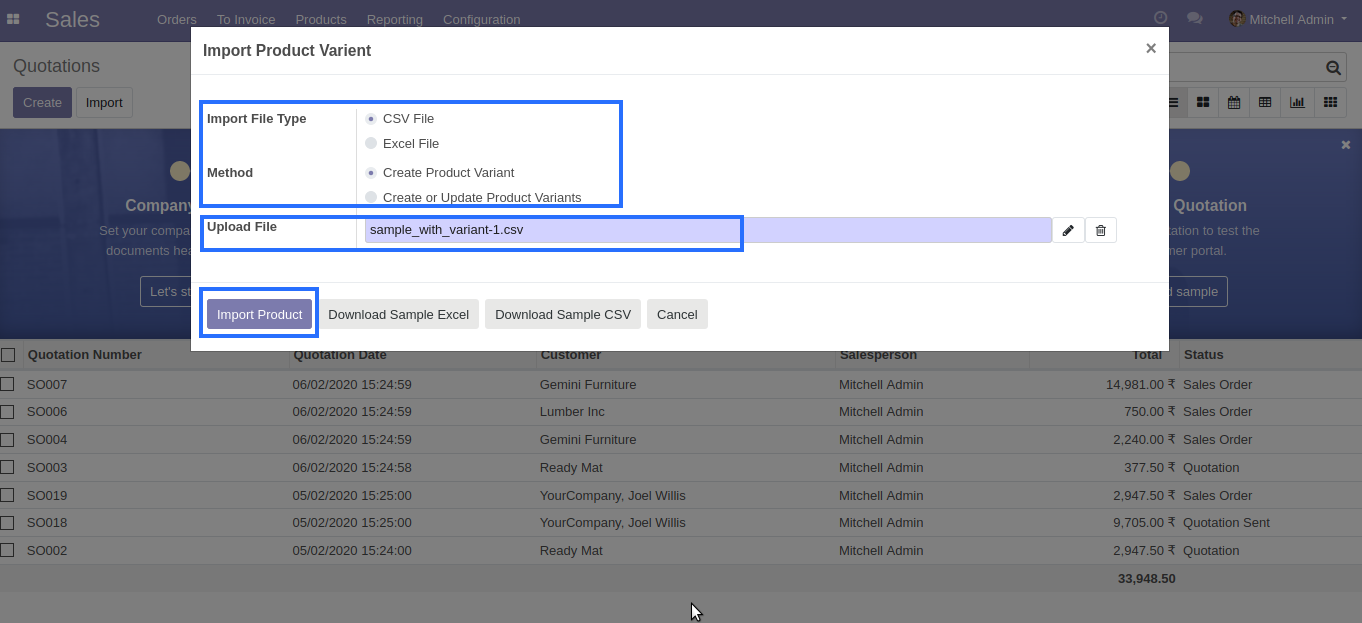 Sales Orders To Invoice Products Reporting Configuration Mitchell Admin
Import Product Varient ×
Quotations
Create Import
Import File Type CSV File
Excel File
Method Create Product Variant
Create or Update Product Variants
Upload File sample_with_variant-1.csv
Company Quotation
Set your compa ation to test the
documents hea ner portal.
Let's st d sample
Import Product Download Sample Excel Download Sample CSV Cancel
Quotation Number Quotation Date Customer Salesperson Total Status
SO007 06/02/2020 15:24:59 Gemini Furniture Mitchell Admin 14,981.00 ₹ Sales Order
SO006 06/02/2020 15:24:59 Lumber Inc Mitchell Admin 750.00 ₹ Sales Order
SO004 06/02/2020 15:24:59 Gemini Furniture Mitchell Admin 2,240.00 ₹ Sales Order
SO003 06/02/2020 15:24:58 Ready Mat Mitchell Admin 377.50 ₹ Quotation
SO019 05/02/2020 15:25:00 YourCompany, Joel Willis Mitchell Admin 2,947.50 ₹ Sales Order
SO018 05/02/2020 15:25:00 YourCompany, Joel Willis Mitchell Admin 9,705.00 ₹ Quotation Sent
SO002 05/02/2020 15:24:00 Ready Mat Mitchell Admin 2,947.50 ₹ Quotation
33,948.50